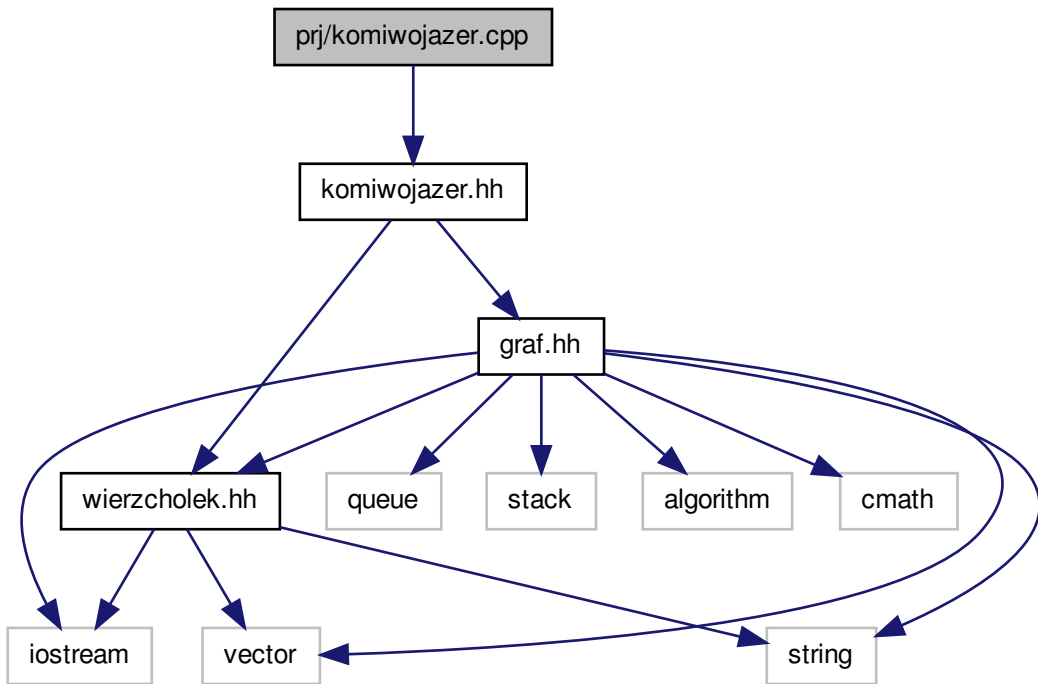 prj/komiwojazer.cpp
komiwojazer.hh
graf.hh
wierzcholek.hh
queue
stack
algorithm
cmath
iostream
vector
string